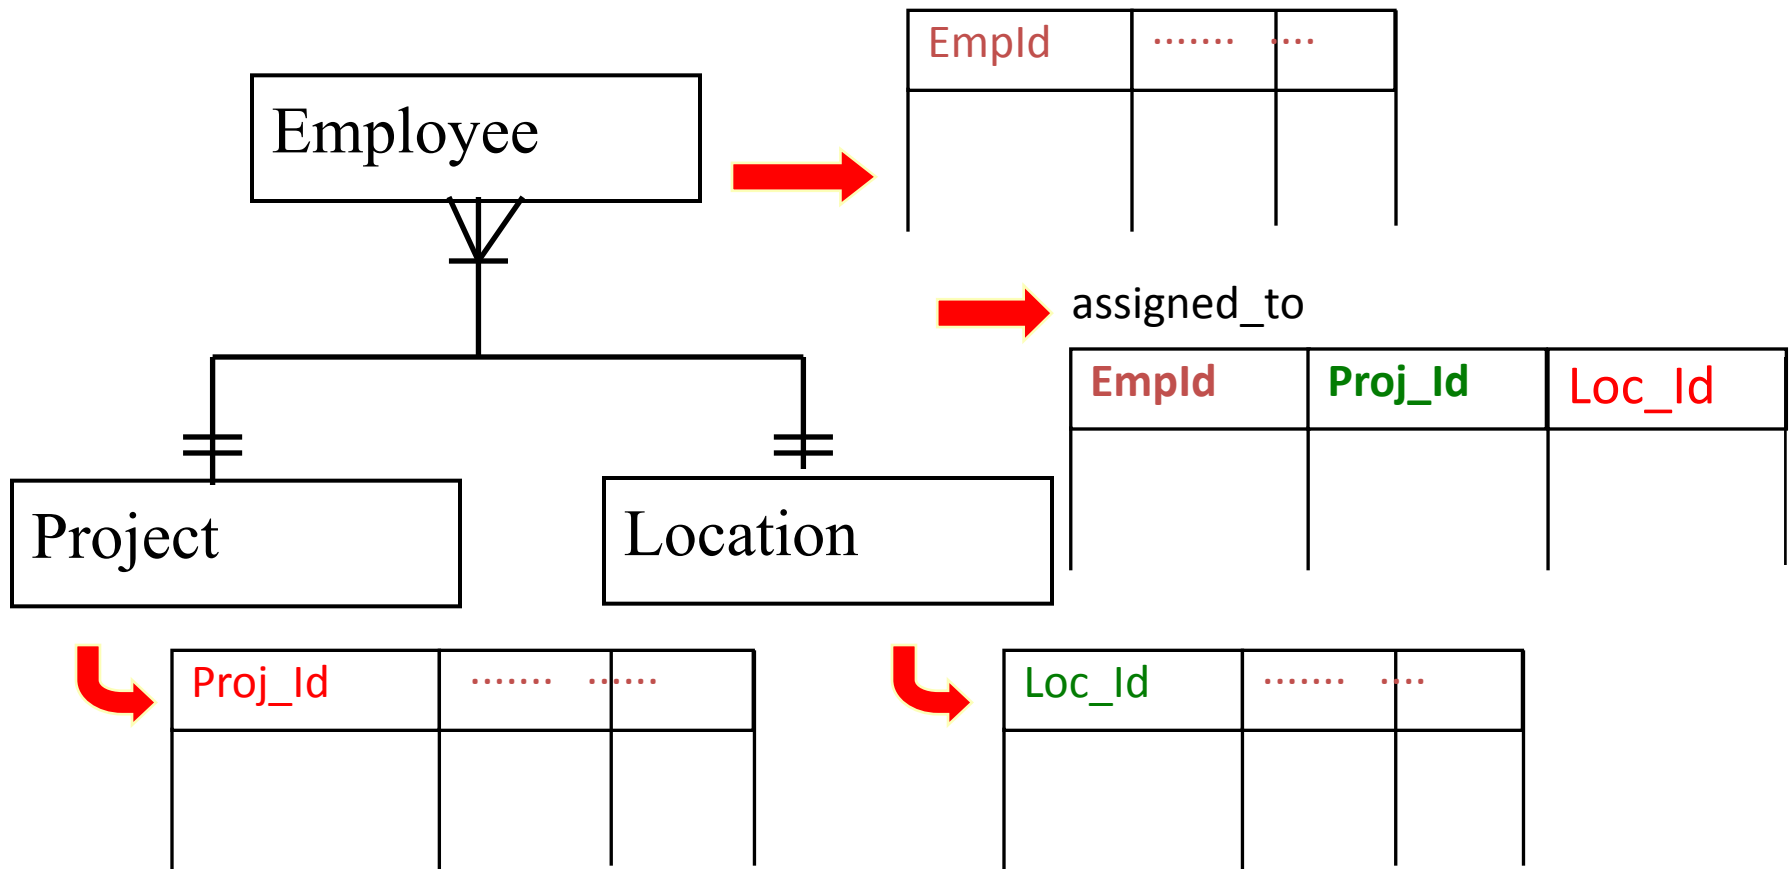 EmpId ....... ....
Employee
assigned_to
EmpId Proj_Id Loc_Id
Project
Location
Proj_Id ....... ......
Loc_Id ....... ....